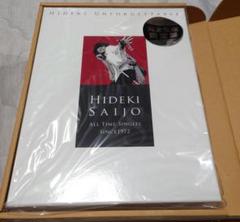 HIDEKI UNFORGETTABLE
HIDEKI
SAIJO
ALL TIME SINGLES
SINCE1972